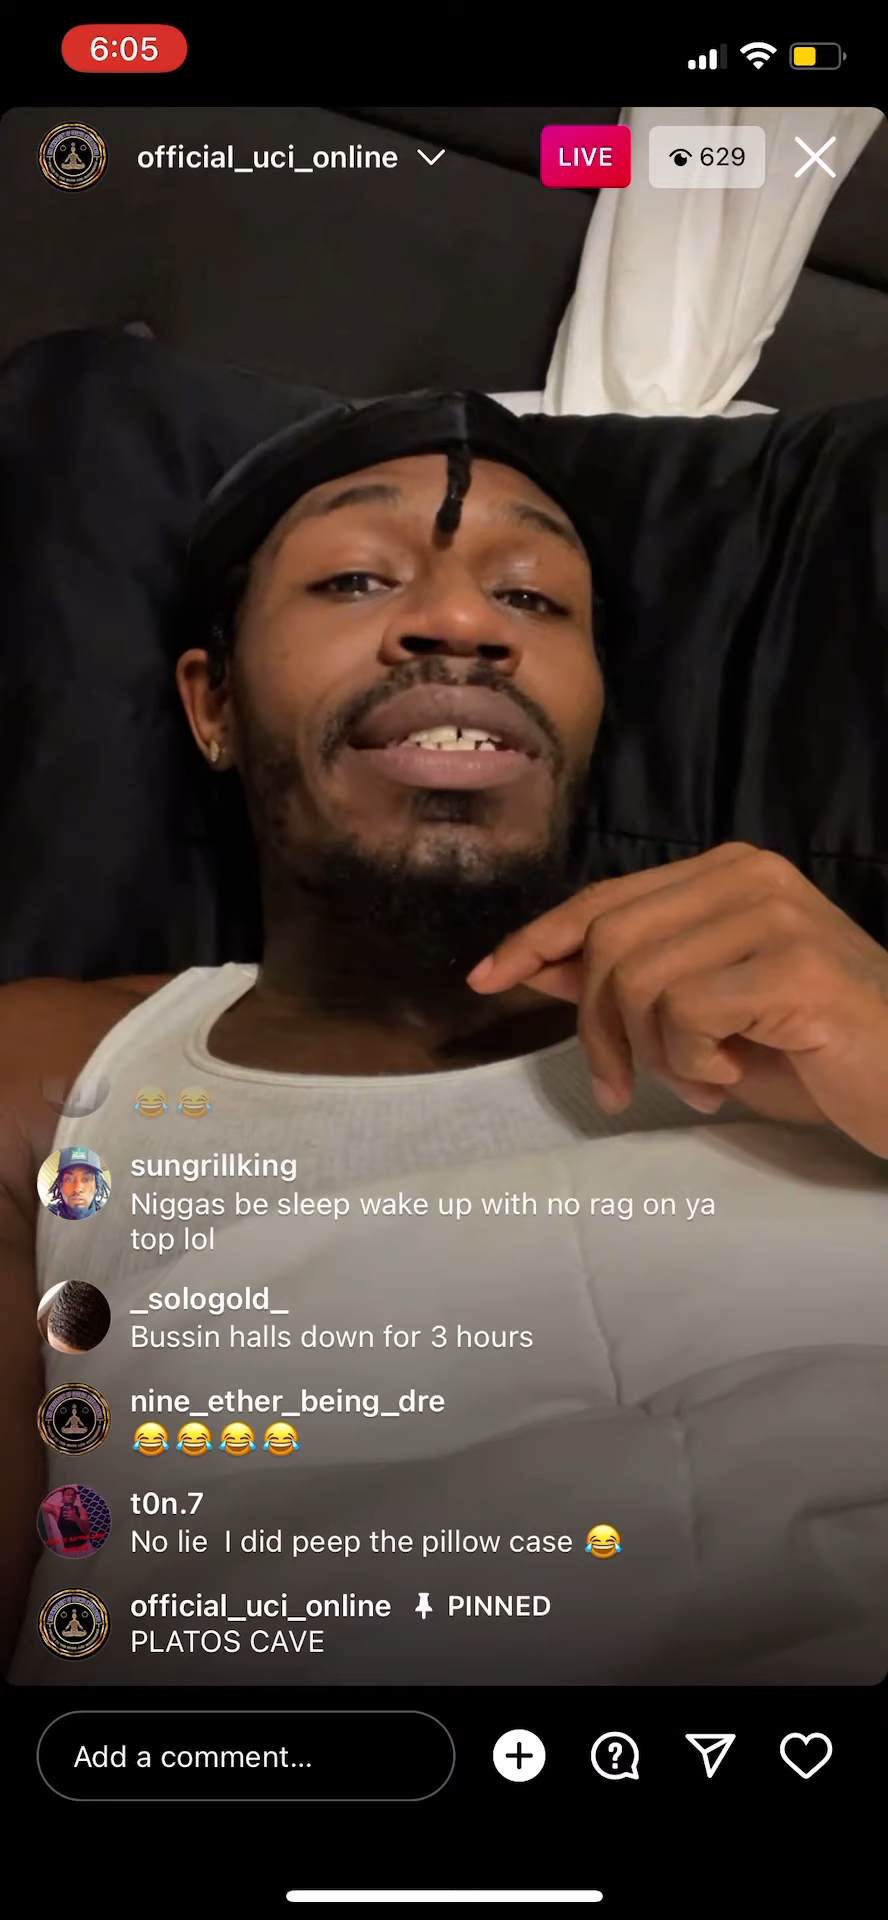 6:05
official_uci_online
LIVE
629
😂😂
sungrillking
Niggas be sleep wake up with no rag on ya
top lol
_sologold_
Bussin halls down for 3 hours
nine_ether_being_dre
😂😂😂😂
t0n.7
No lie I did peep the pillow case 😂
official_uci_online PINNED
PLATOS CAVE
Add a comment...